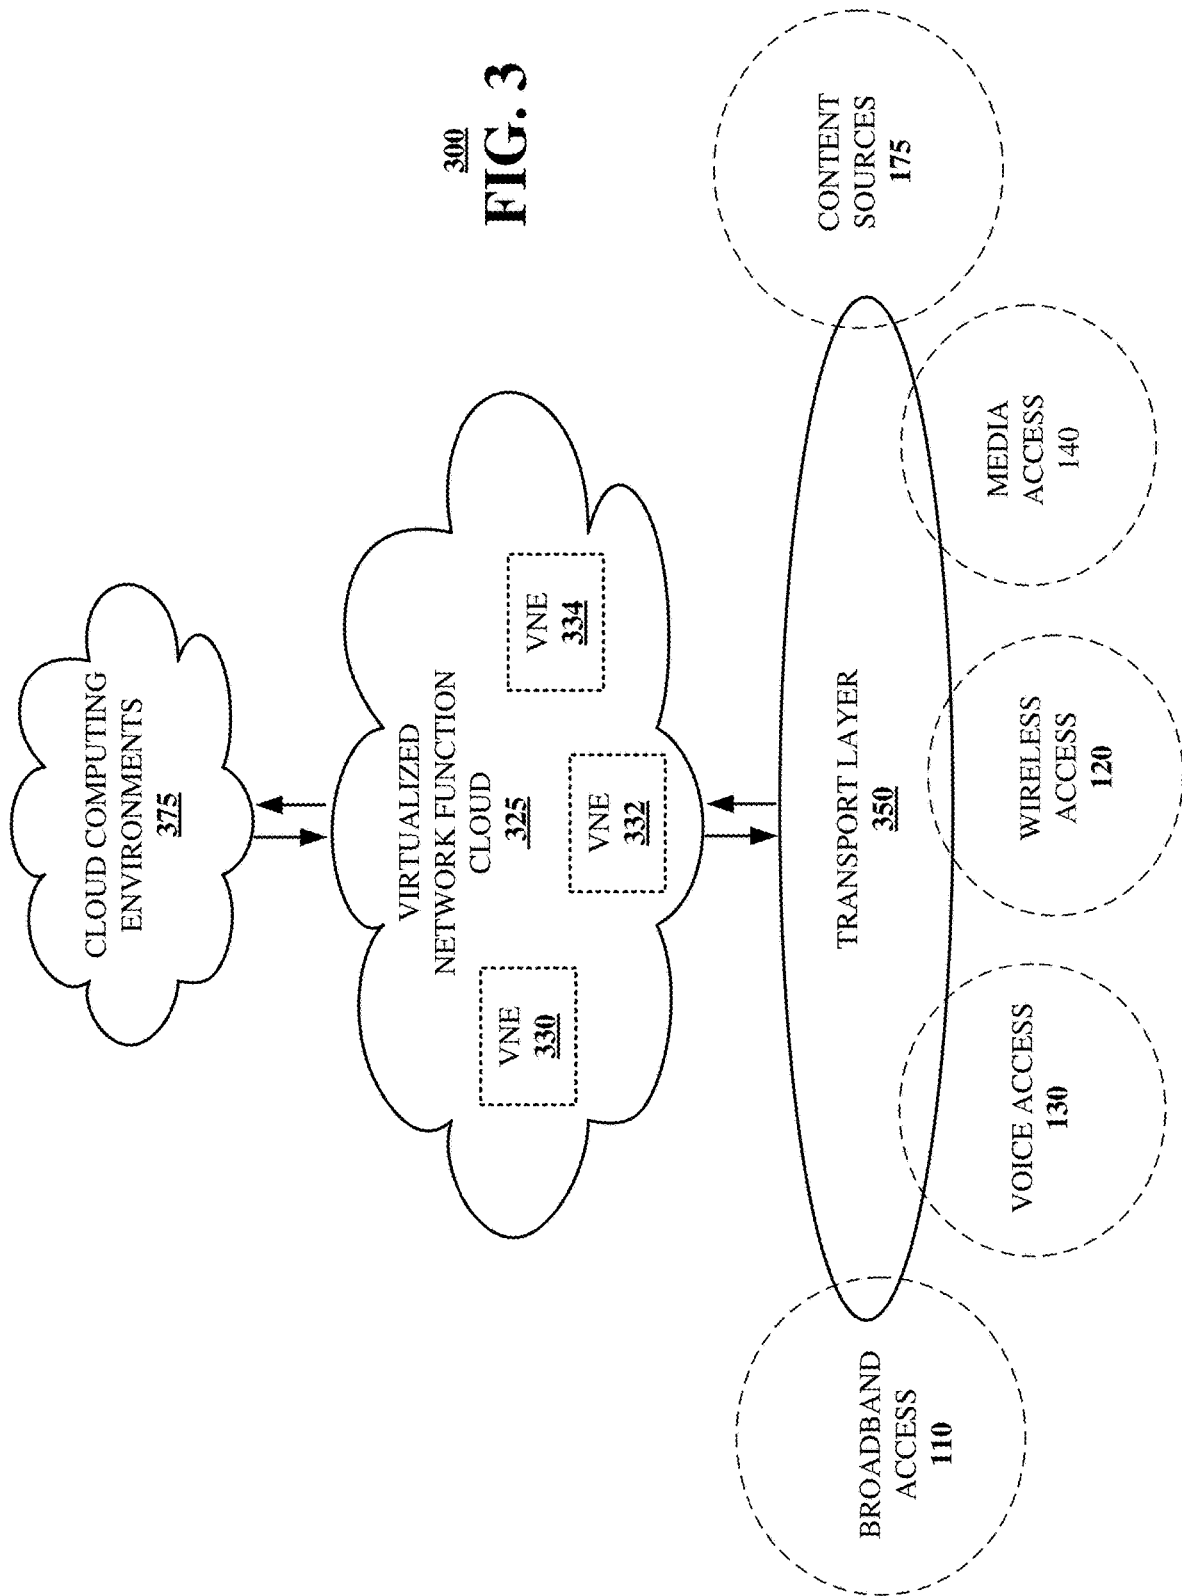 300
FIG. 3
CLOUD COMPUTING
ENVIRONMENTS
375
VIRTUALIZED
NETWORK FUNCTION
CLOUD
325
VNE
330
VNE
332
VNE
334
TRANSPORT LAYER
350
BROADBAND
ACCESS
110
VOICE ACCESS
130
WIRELESS
ACCESS
120
MEDIA
ACCESS
140
CONTENT
SOURCES
175